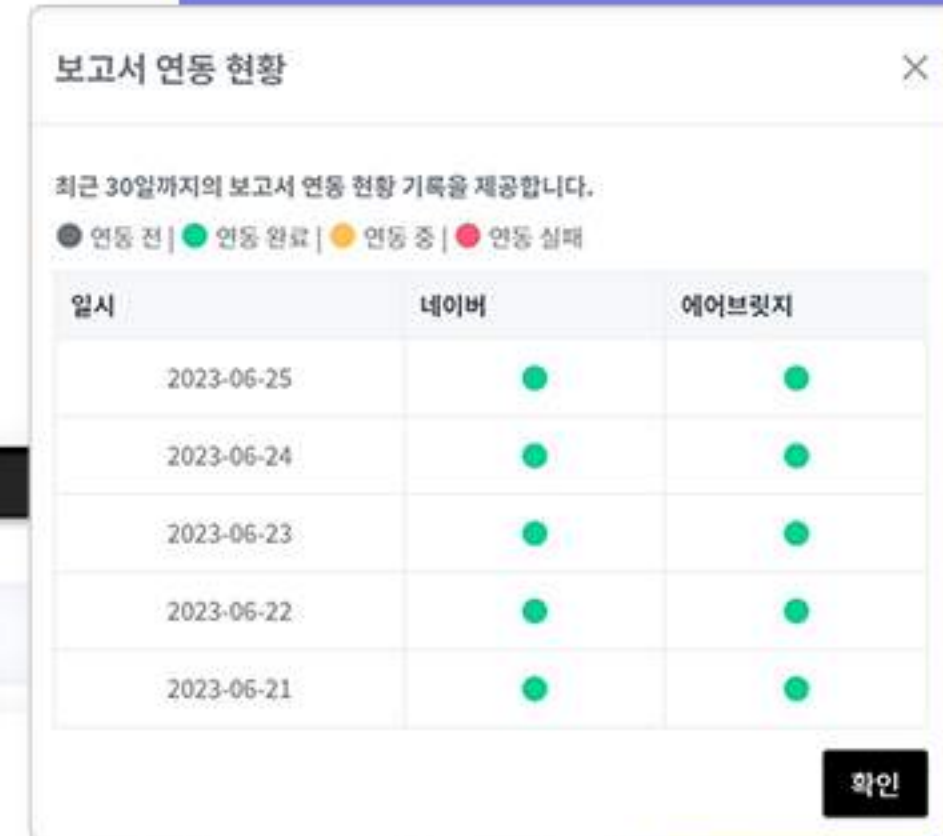 보고서 연동 현황
최근 30일까지의 보고서 연동 현황 기록을 제공합니다.
연동 전 | 연동 완료 | 연동 중 | 연동 실패
일시 네이버 에어브릿지
2023-06-25
2023-06-24
2023-06-23
2023-06-22
2023-06-21
확인